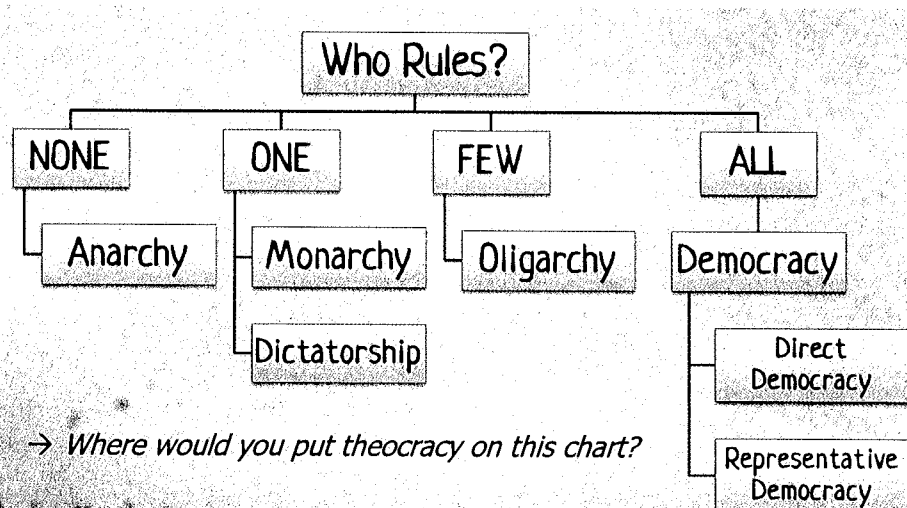 Who Rules?
NONE
ONE
FEW
ALL
Anarchy
Monarchy
Oligarchy
Democracy
Dictatorship
Direct
Democracy
→ Where would you put theocracy on this chart?
Representative
Democracy